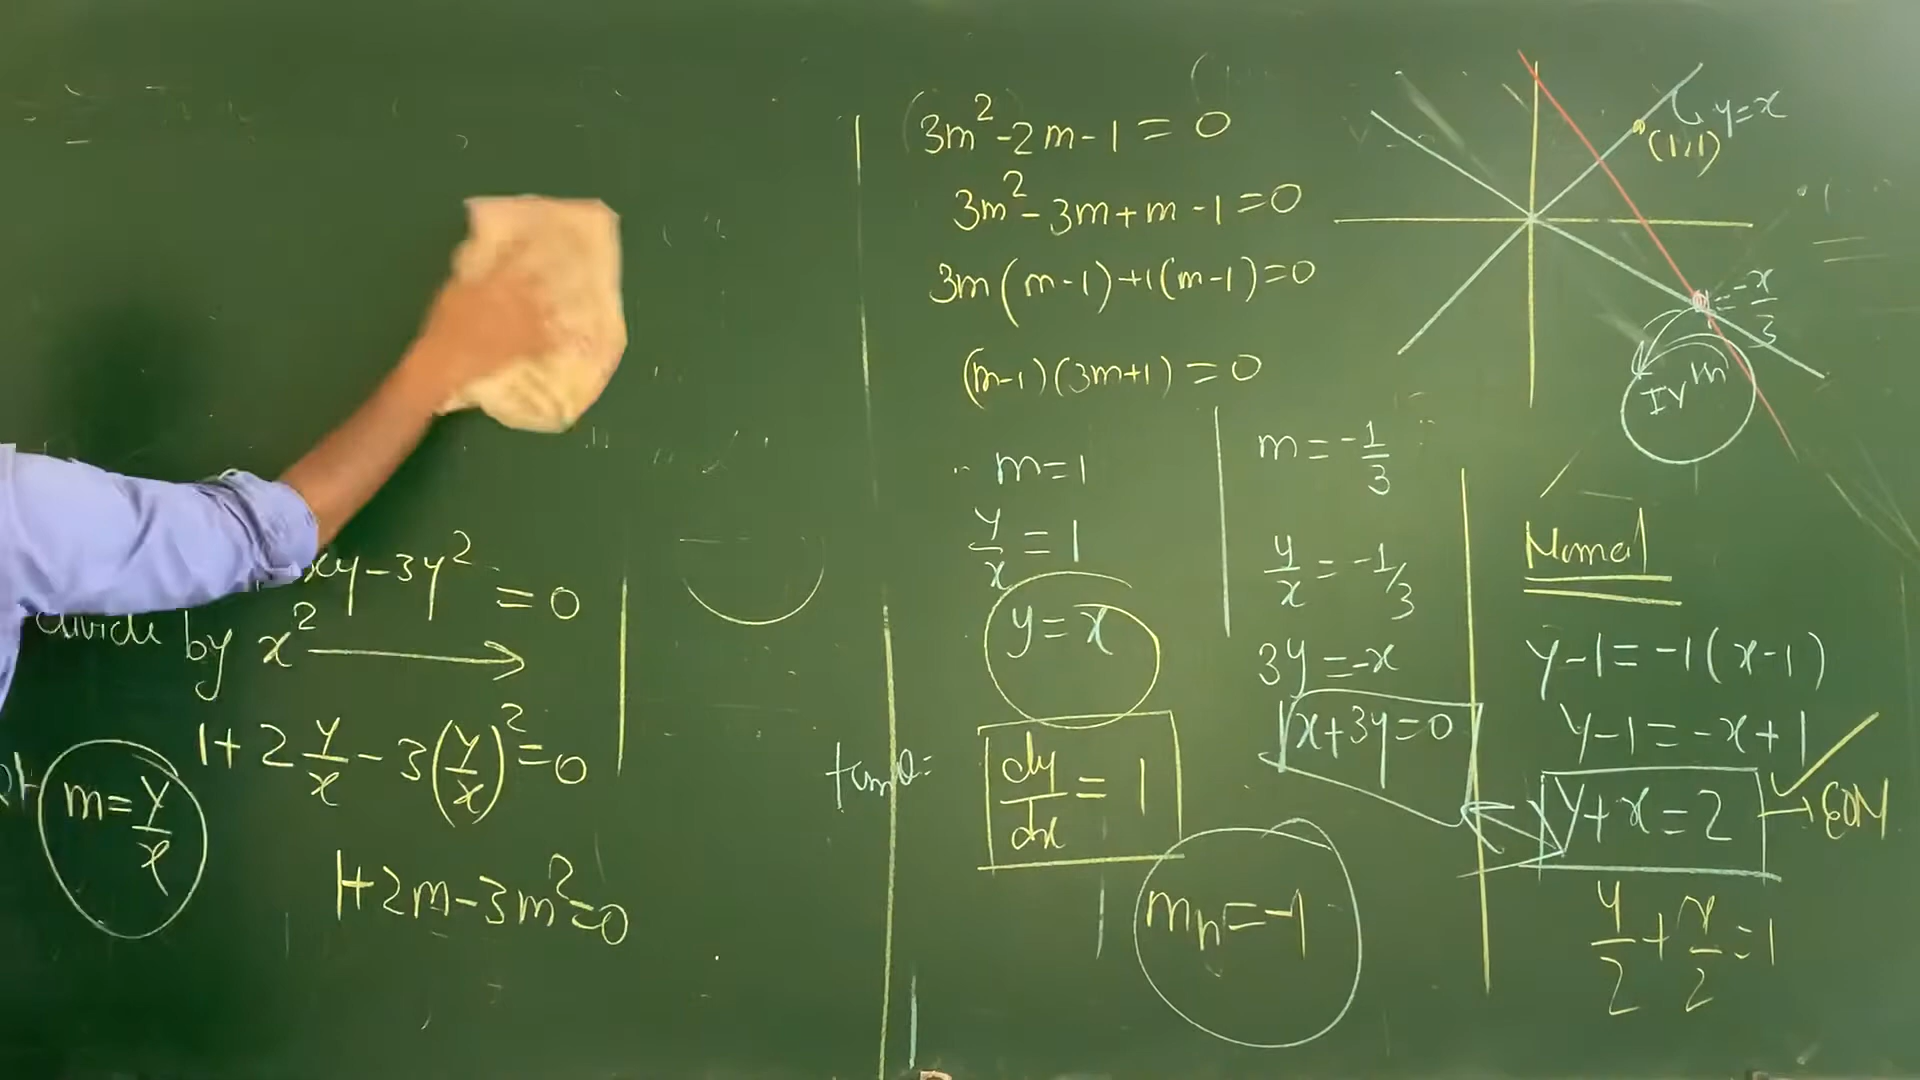 xy-3y² = 0
divide by x² →
1+2 y/x - 3(y/x)² = 0
m = y/x
1+2m-3m²=0
3m²-2m-1 = 0
3m²-3m+m-1=0
3m(m-1)+1(m-1)=0
(m-1)(3m+1) = 0
m=1
y/x = 1
y = x
tanθ =
dy/dx = 1
m = -1/3
y/x = -1/3
3y = -x
x+3y=0
m_n = -1
y=x
(1,1)
y = -x/3
IVth
Normal
y-1=-1(x-1)
y-1=-x+1
y+x=2 → EON
y/2 + x/2 = 1